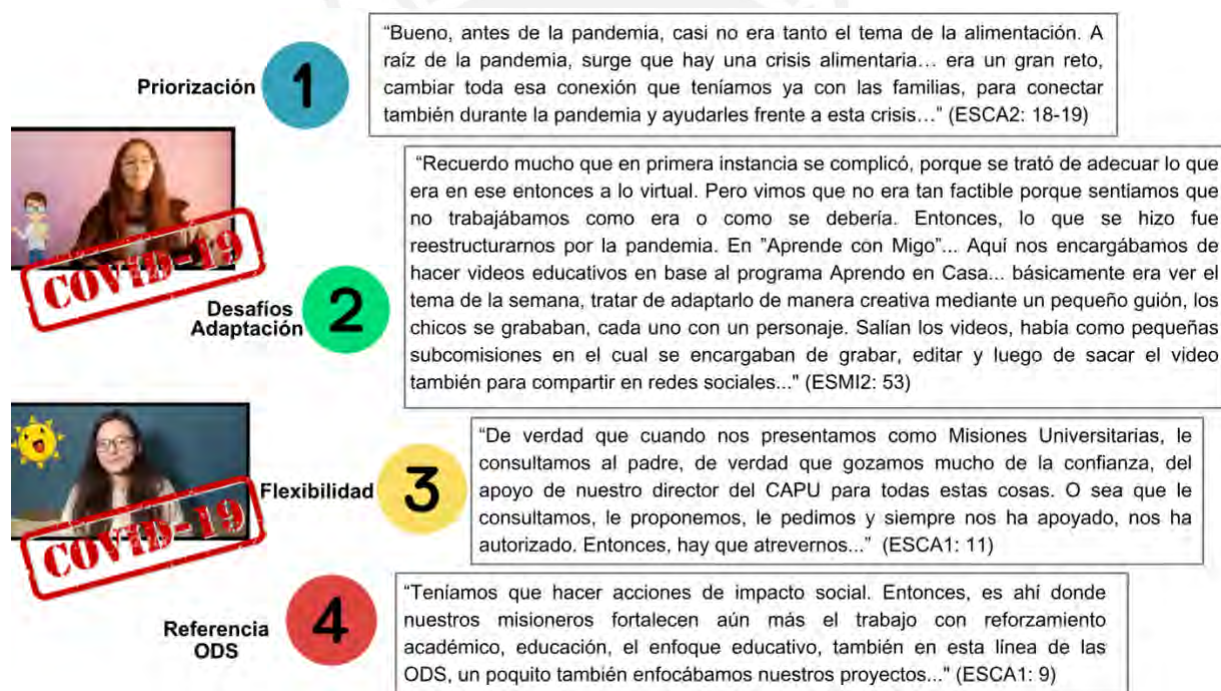 Priorización
1
“Bueno, antes de la pandemia, casi no era tanto el tema de la alimentación. A
raíz de la pandemia, surge que hay una crisis alimentaria… era un gran reto,
cambiar toda esa conexión que teníamos ya con las familias, para conectar
también durante la pandemia y ayudarles frente a esta crisis…” (ESCA2: 18-19)
COVID-19
Desafíos
Adaptación
2
“Recuerdo mucho que en primera instancia se complicó, porque se trató de adecuar lo que
era en ese entonces a lo virtual. Pero vimos que no era tan factible porque sentíamos que
no trabajábamos como era o como se debería. Entonces, lo que se hizo fue
reestructurarnos por la pandemia. En "Aprende con Migo"... Aquí nos encargábamos de
hacer videos educativos en base al programa Aprendo en Casa... básicamente era ver el
tema de la semana, tratar de adaptarlo de manera creativa mediante un pequeño guión, los
chicos se grababan, cada uno con un personaje. Salían los videos, había como pequeñas
subcomisiones en el cual se encargaban de grabar, editar y luego de sacar el video
también para compartir en redes sociales..." (ESMI2: 53)
COVID-19
Flexibilidad
3
“De verdad que cuando nos presentamos como Misiones Universitarias, le
consultamos al padre, de verdad que gozamos mucho de la confianza, del
apoyo de nuestro director del CAPU para todas estas cosas. O sea que le
consultamos, le proponemos, le pedimos y siempre nos ha apoyado, nos ha
autorizado. Entonces, hay que atrevernos...” (ESCA1: 11)
Referencia
ODS
4
“Teníamos que hacer acciones de impacto social. Entonces, es ahí donde
nuestros misioneros fortalecen aún más el trabajo con reforzamiento
académico, educación, el enfoque educativo, también en esta línea de las
ODS, un poquito también enfocábamos nuestros proyectos..." (ESCA1: 9)